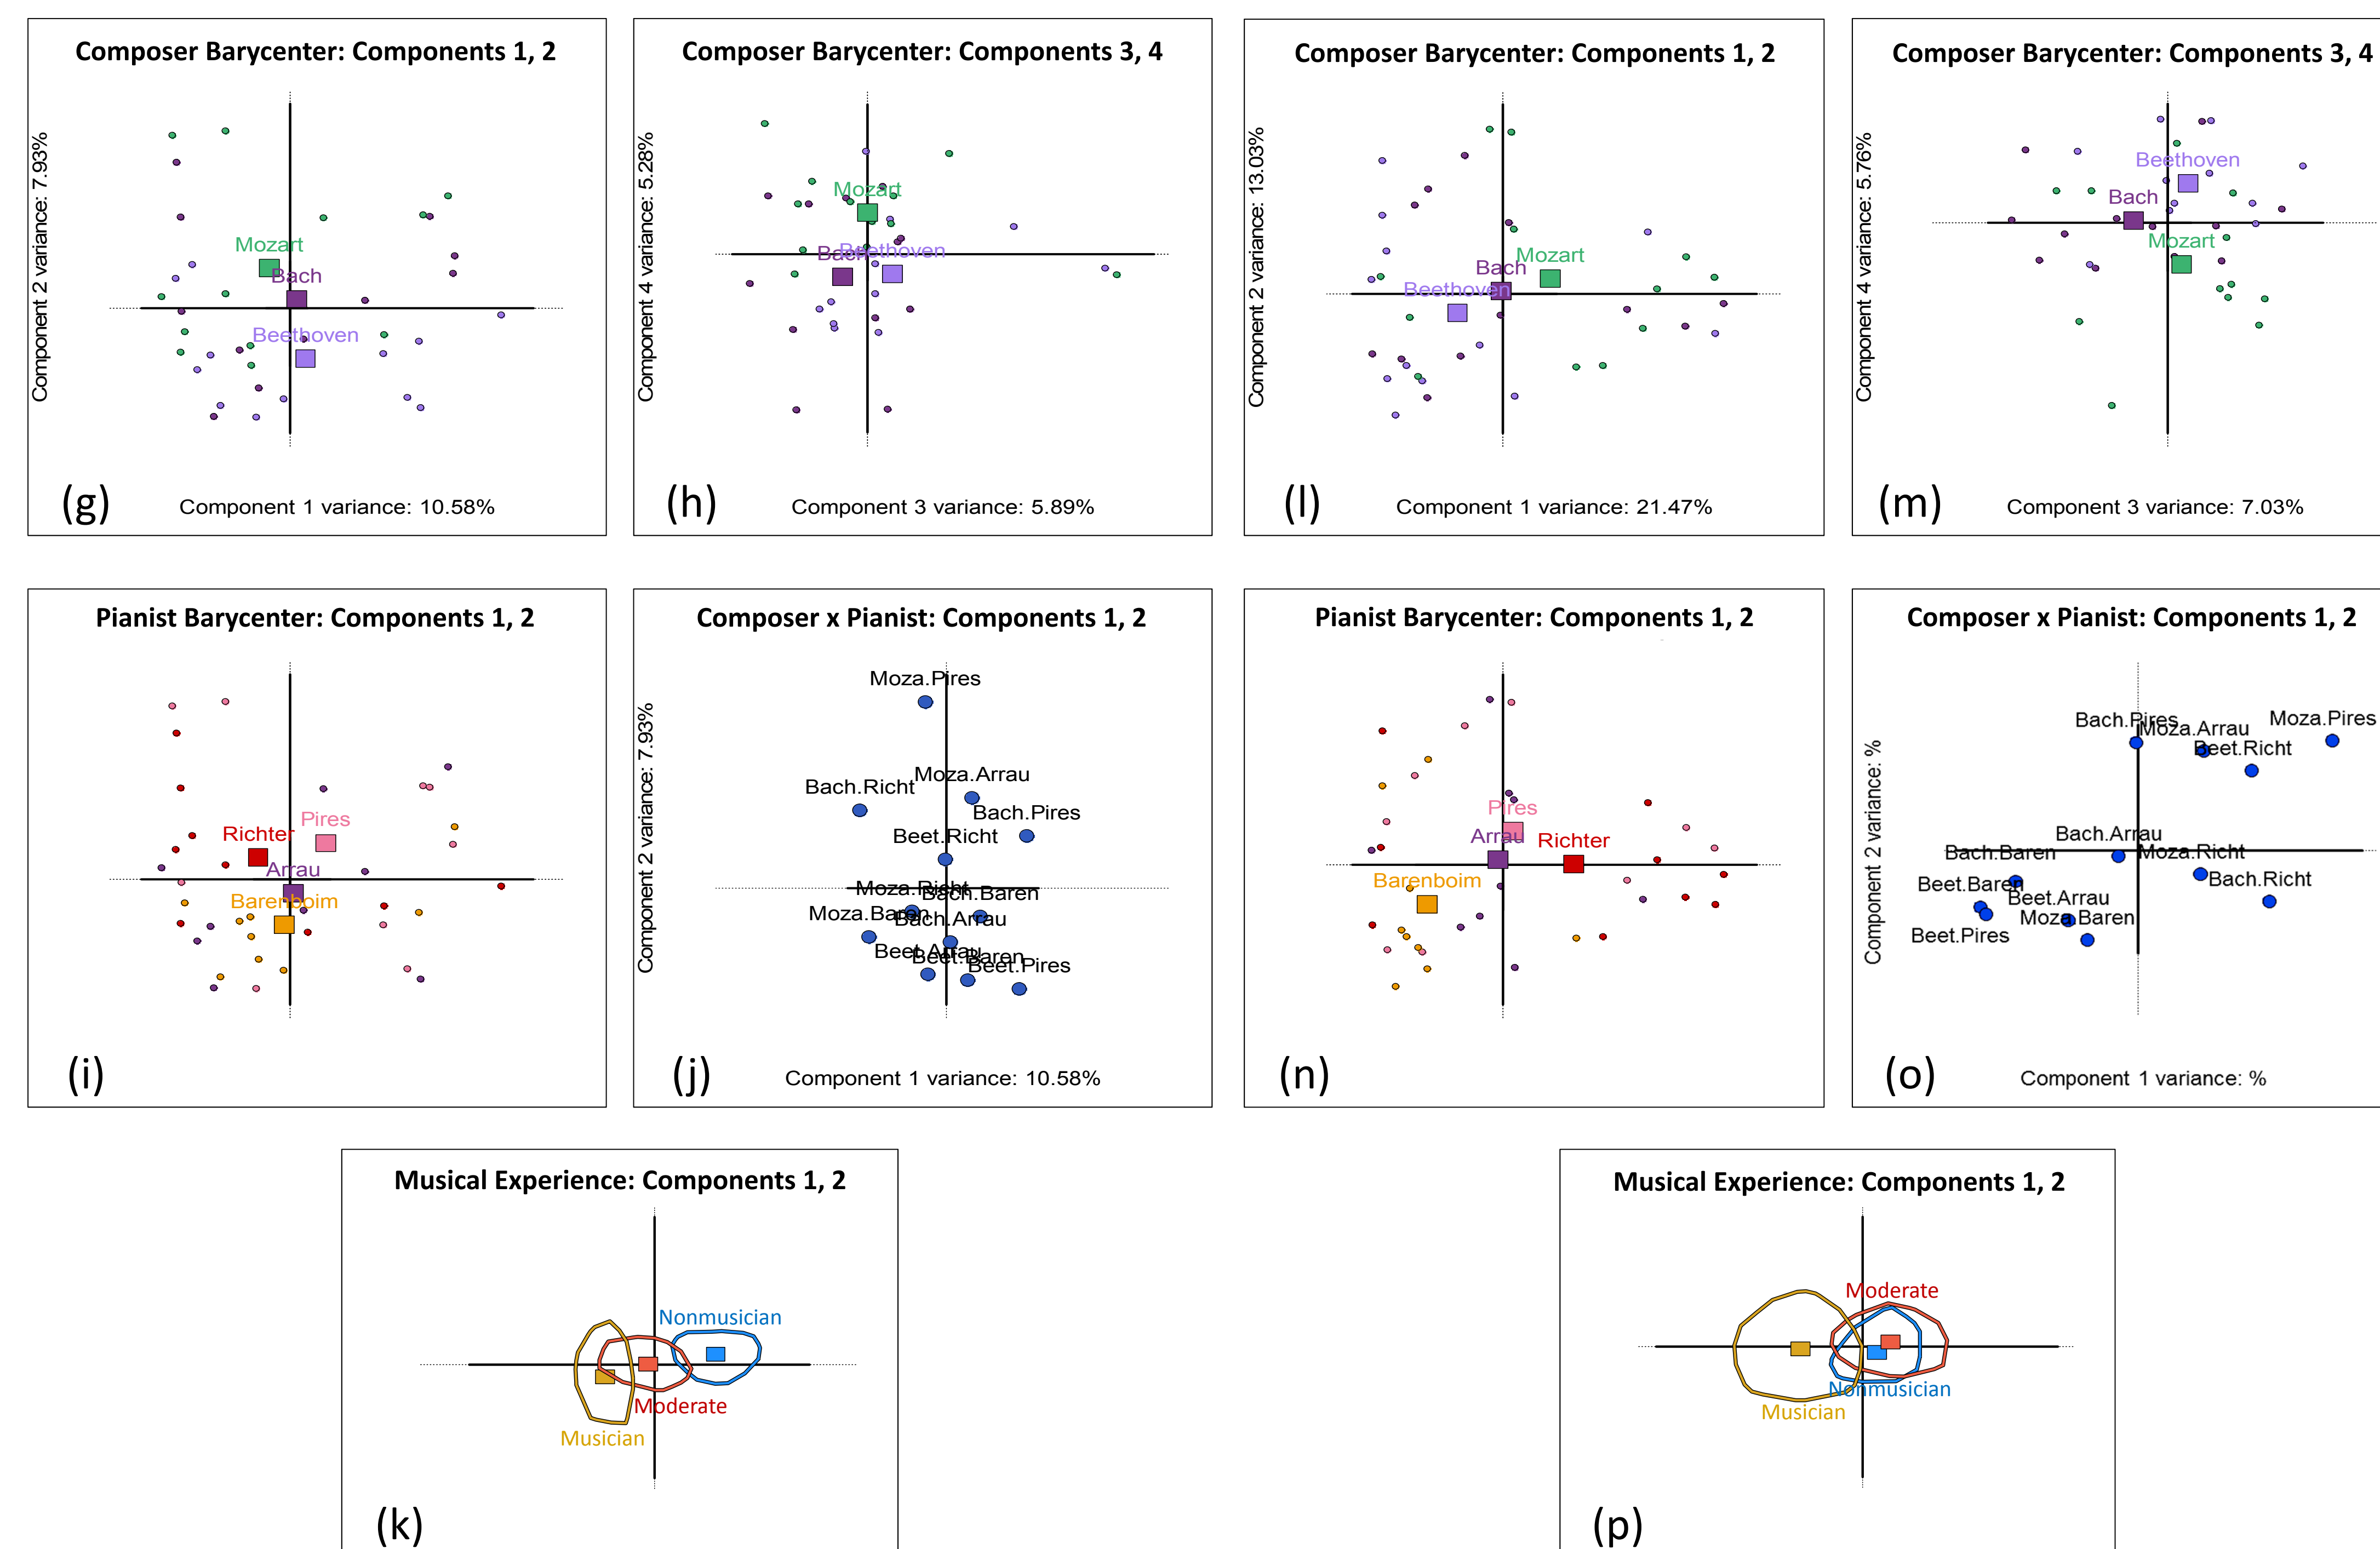 Composer Barycenter: Components 1, 2
Component 2 variance: 7.93%
Mozart
Bach
Beethoven
(g)
Component 1 variance: 10.58%
Composer Barycenter: Components 3, 4
Component 4 variance: 5.28%
Mozart
Bach
Beethoven
(h)
Component 3 variance: 5.89%
Composer Barycenter: Components 1, 2
Component 2 variance: 13.03%
Mozart
Bach
Beethoven
(l)
Component 1 variance: 21.47%
Composer Barycenter: Components 3, 4
Component 4 variance: 5.76%
Beethoven
Bach
Mozart
(m)
Component 3 variance: 7.03%
Pianist Barycenter: Components 1, 2
Pires
Richter
Arrau
Barenboim
(i)
Composer x Pianist: Components 1, 2
Component 2 variance: 7.93%
Moza.Pires
Moza.Arrau
Bach.Richt
Bach.Pires
Beet.Richt
Moza.Richt
Bach.Baren
Moza.Baren
Bach.Arrau
Beet.Arrau
Beet.Baren
Beet.Pires
(j)
Component 1 variance: 10.58%
Pianist Barycenter: Components 1, 2
Pires
Arrau
Richter
Barenboim
(n)
Composer x Pianist: Components 1, 2
Component 2 variance: %
Bach.Pires
Moza.Pires
Moza.Arrau
Beet.Richt
Bach.Arrau
Bach.Baren
Moza.Richt
Bach.Richt
Beet.Baren
Beet.Arrau
Moza.Baren
Beet.Pires
(o)
Component 1 variance: %
Musical Experience: Components 1, 2
Nonmusician
Moderate
Musician
(k)
Musical Experience: Components 1, 2
Moderate
Nonmusician
Musician
(p)